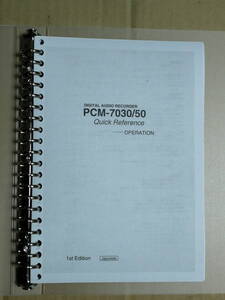 DIGITAL AUDIO RECORDER
PCM-7030/50
Quick Reference
—— OPERATION
1st Edition